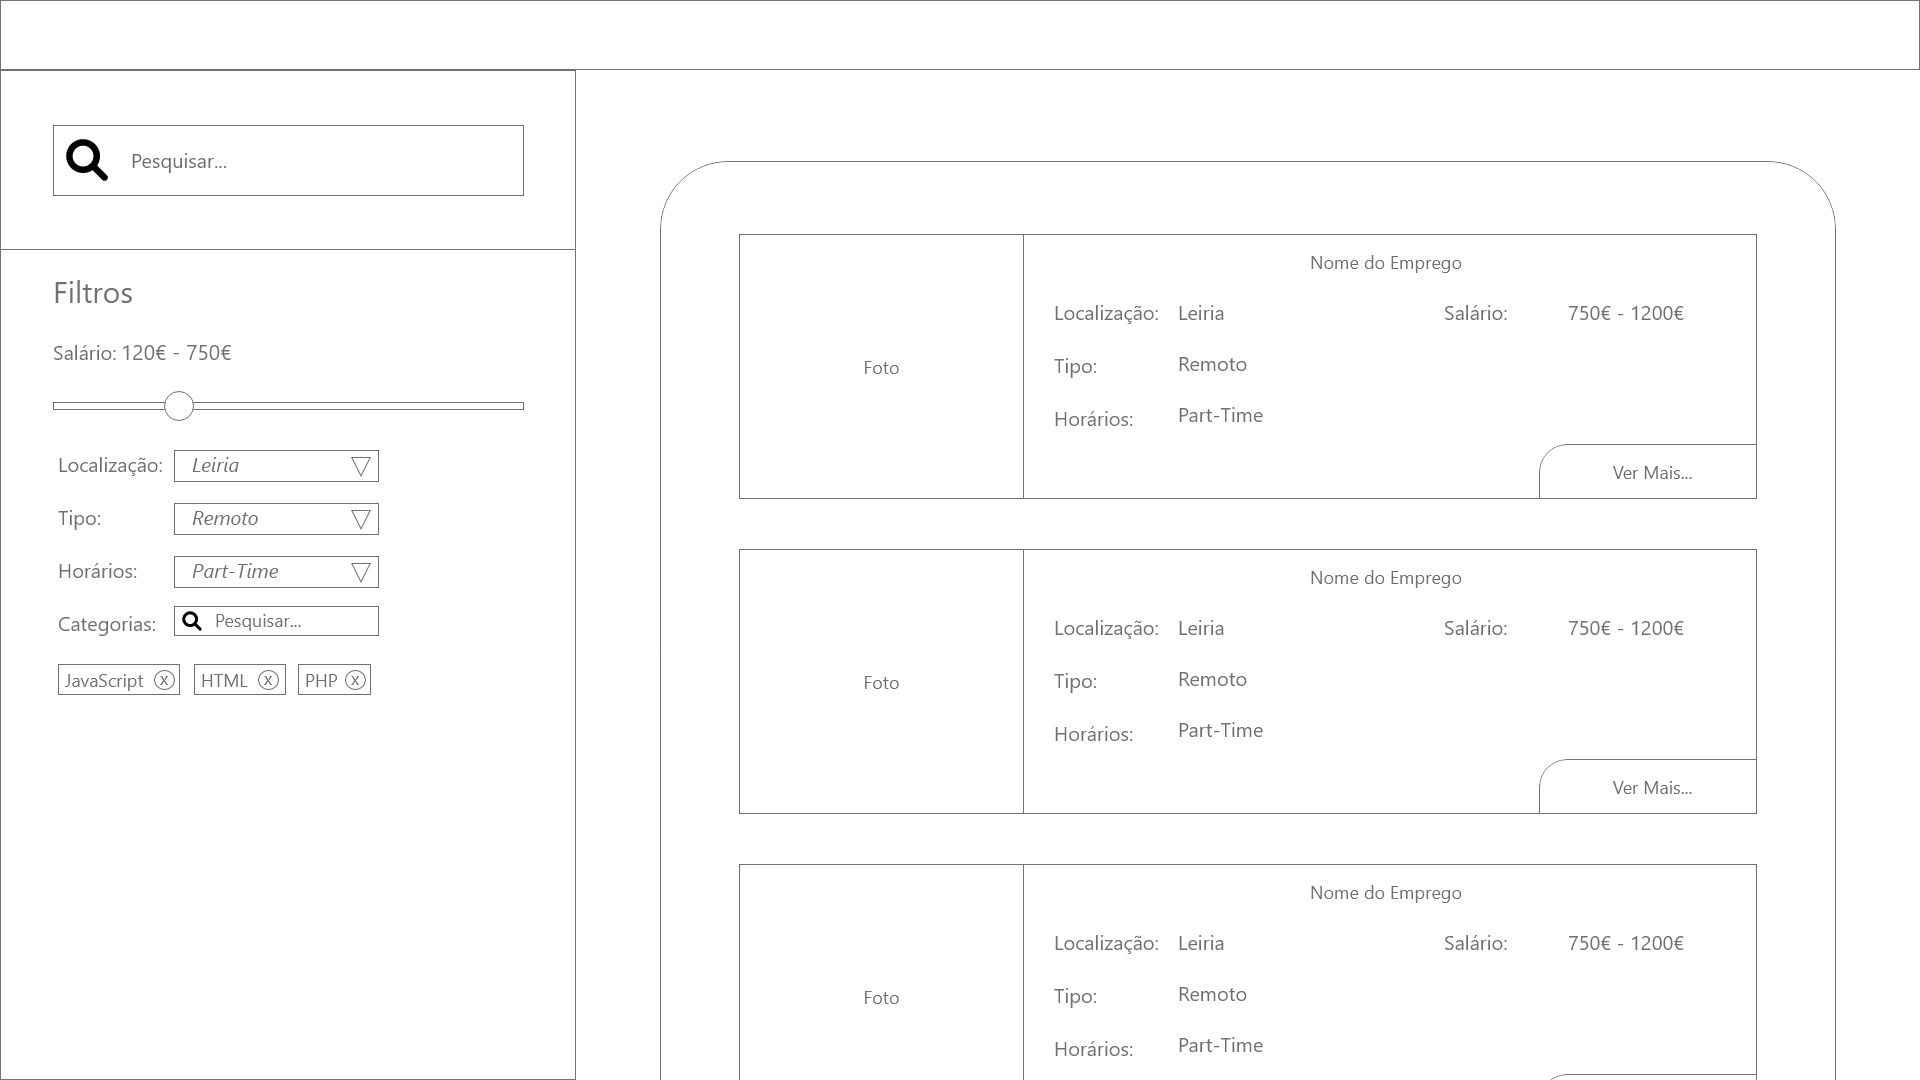 Pesquisar...
Filtros
Salário: 120€ - 750€
Localização: Leiria
Tipo: Remoto
Horários: Part-Time
Categorias: Pesquisar...
JavaScript x HTML x PHP x
Foto
Nome do Emprego
Localização: Leiria Salário: 750€ - 1200€
Tipo: Remoto
Horários: Part-Time
Ver Mais...
Foto
Nome do Emprego
Localização: Leiria Salário: 750€ - 1200€
Tipo: Remoto
Horários: Part-Time
Ver Mais...
Foto
Nome do Emprego
Localização: Leiria Salário: 750€ - 1200€
Tipo: Remoto
Horários: Part-Time